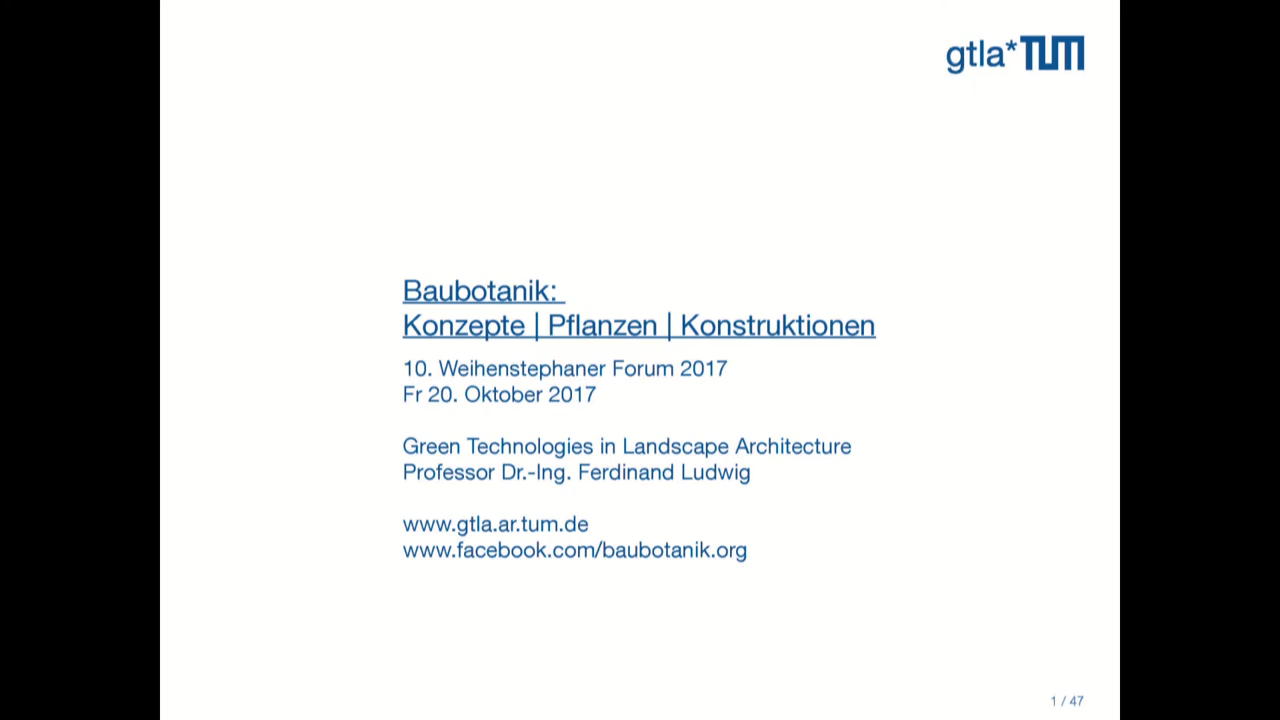 gtla*TUM
Baubotanik:
Konzepte | Pflanzen | Konstruktionen
10. Weihenstephaner Forum 2017
Fr 20. Oktober 2017
Green Technologies in Landscape Architecture
Professor Dr.-Ing. Ferdinand Ludwig
www.gtla.ar.tum.de
www.facebook.com/baubotanik.org
1 / 47